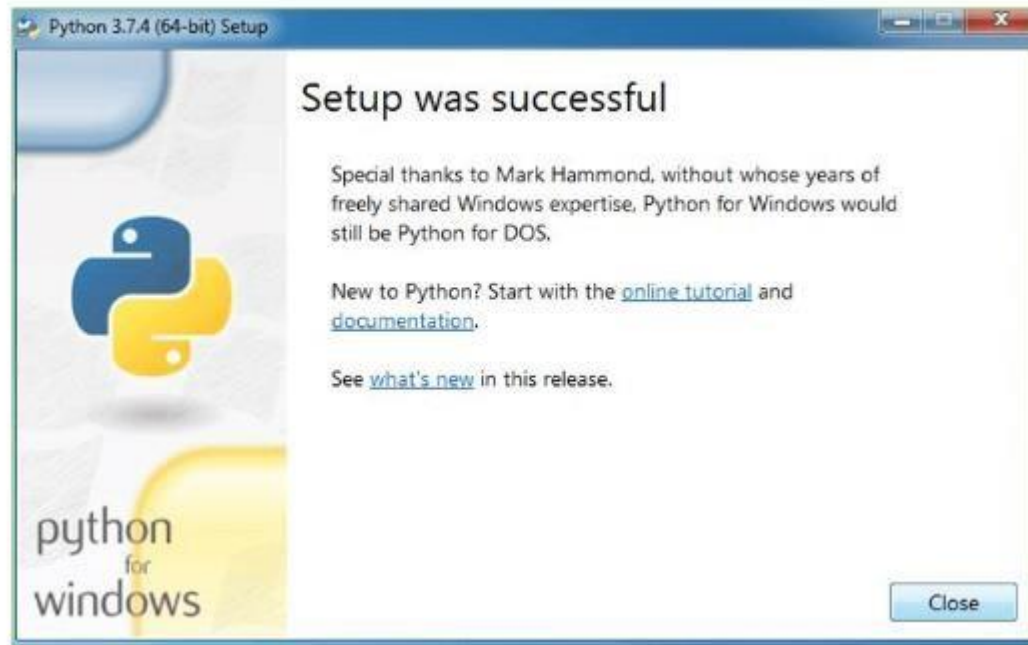 Python 3.7.4 (64-bit) Setup
Setup was successful
Special thanks to Mark Hammond, without whose years of
freely shared Windows expertise, Python for Windows would
still be Python for DOS.
New to Python? Start with the online tutorial and
documentation.
See what's new in this release.
python
for
windows
Close